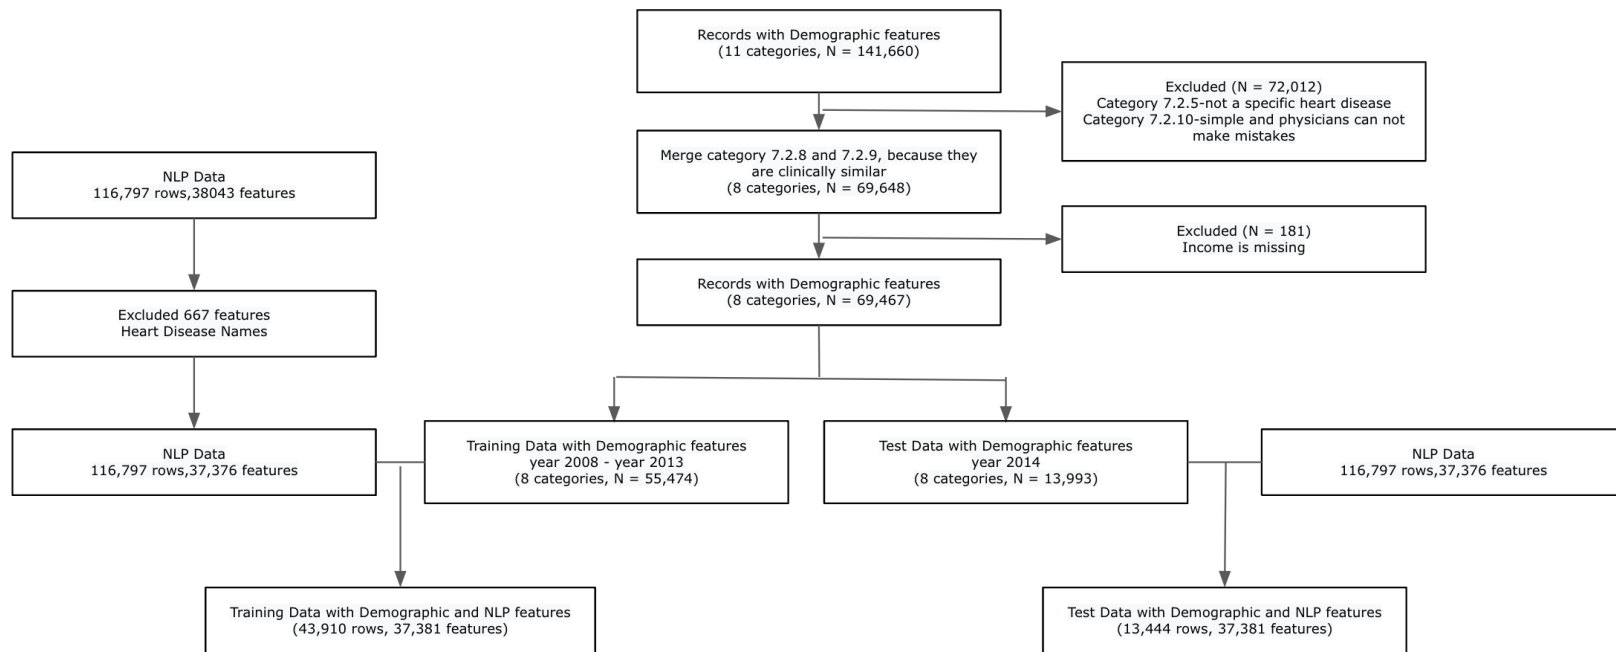 Records with Demographic features
(11 categories, N = 141,660)
Excluded (N = 72,012)
Category 7.2.5-not a specific heart disease
Category 7.2.10-simple and physicians can not
make mistakes
Merge category 7.2.8 and 7.2.9, because they
are clinically similar
(8 categories, N = 69,648)
NLP Data
116,797 rows,38043 features
Excluded (N = 181)
Income is missing
Records with Demographic features
(8 categories, N = 69,467)
Excluded 667 features
Heart Disease Names
NLP Data
116,797 rows,37,376 features
Training Data with Demographic features
year 2008 - year 2013
(8 categories, N = 55,474)
Test Data with Demographic features
year 2014
(8 categories, N = 13,993)
NLP Data
116,797 rows,37,376 features
Training Data with Demographic and NLP features
(43,910 rows, 37,381 features)
Test Data with Demographic and NLP features
(13,444 rows, 37,381 features)